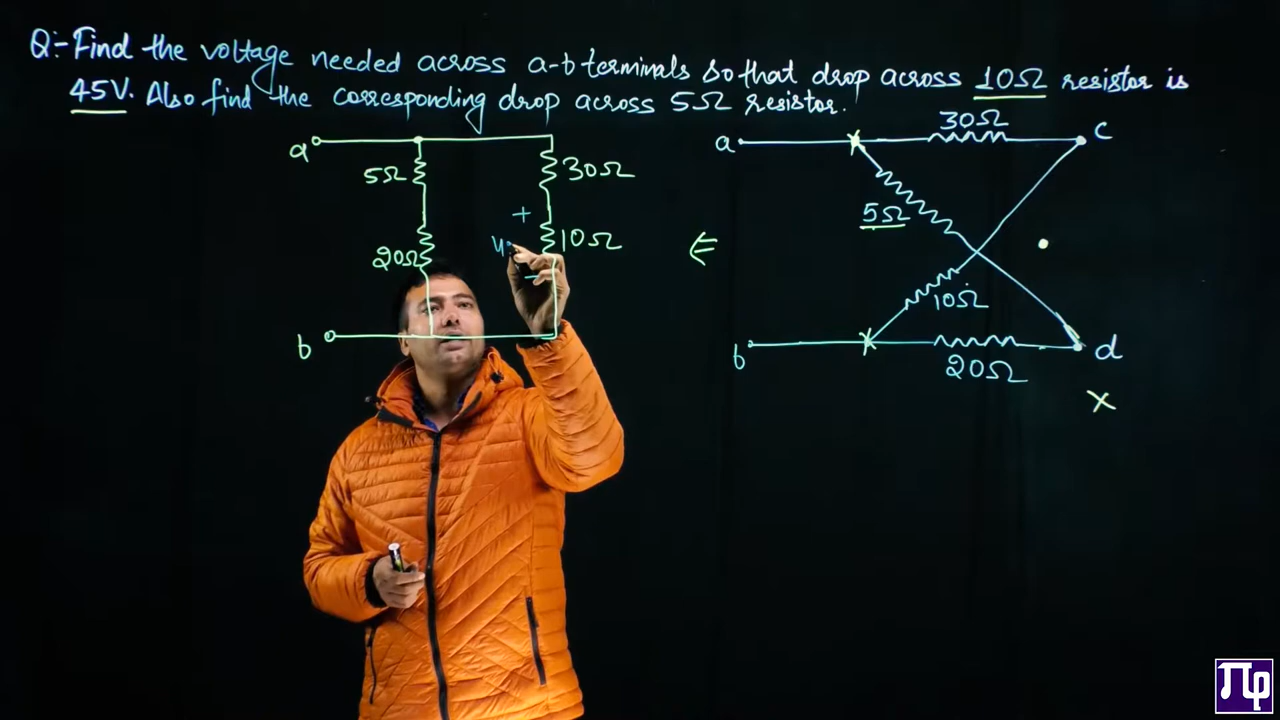 Q:- Find the voltage needed across a-b terminals so that drop across 10Ω resistor is
45V. Also find the corresponding drop across 5Ω resistor.
a
5Ω
30Ω
+
20Ω
10Ω
-
b
a
30Ω
c
5Ω
10Ω
b
20Ω
d
x
πφ